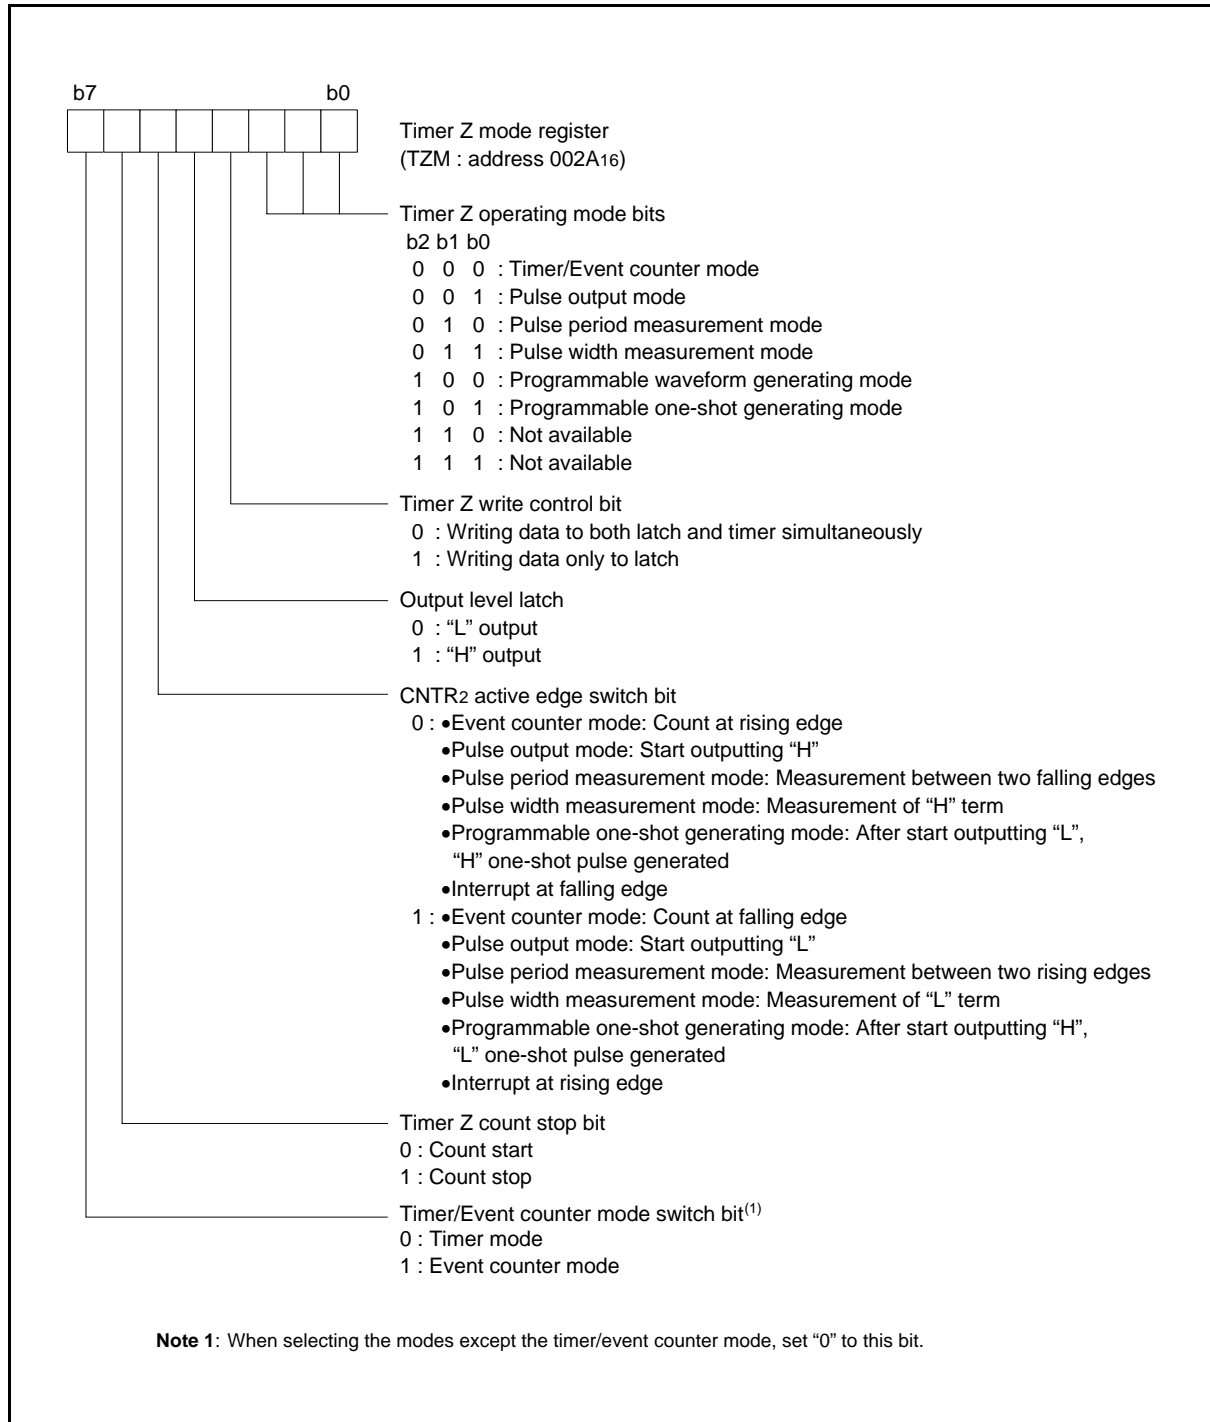 b7 b0
Timer Z mode register
(TZM : address 002A16)
Timer Z operating mode bits
b2 b1 b0
0 0 0 : Timer/Event counter mode
0 0 1 : Pulse output mode
0 1 0 : Pulse period measurement mode
0 1 1 : Pulse width measurement mode
1 0 0 : Programmable waveform generating mode
1 0 1 : Programmable one-shot generating mode
1 1 0 : Not available
1 1 1 : Not available
Timer Z write control bit
0 : Writing data to both latch and timer simultaneously
1 : Writing data only to latch
Output level latch
0 : “L” output
1 : “H” output
CNTR2 active edge switch bit
0 : •Event counter mode: Count at rising edge
•Pulse output mode: Start outputting “H”
•Pulse period measurement mode: Measurement between two falling edges
•Pulse width measurement mode: Measurement of “H” term
•Programmable one-shot generating mode: After start outputting “L”,
“H” one-shot pulse generated
•Interrupt at falling edge
1 : •Event counter mode: Count at falling edge
•Pulse output mode: Start outputting “L”
•Pulse period measurement mode: Measurement between two rising edges
•Pulse width measurement mode: Measurement of “L” term
•Programmable one-shot generating mode: After start outputting “H”,
“L” one-shot pulse generated
•Interrupt at rising edge
Timer Z count stop bit
0 : Count start
1 : Count stop
Timer/Event counter mode switch bit(1)
0 : Timer mode
1 : Event counter mode
Note 1: When selecting the modes except the timer/event counter mode, set “0” to this bit.